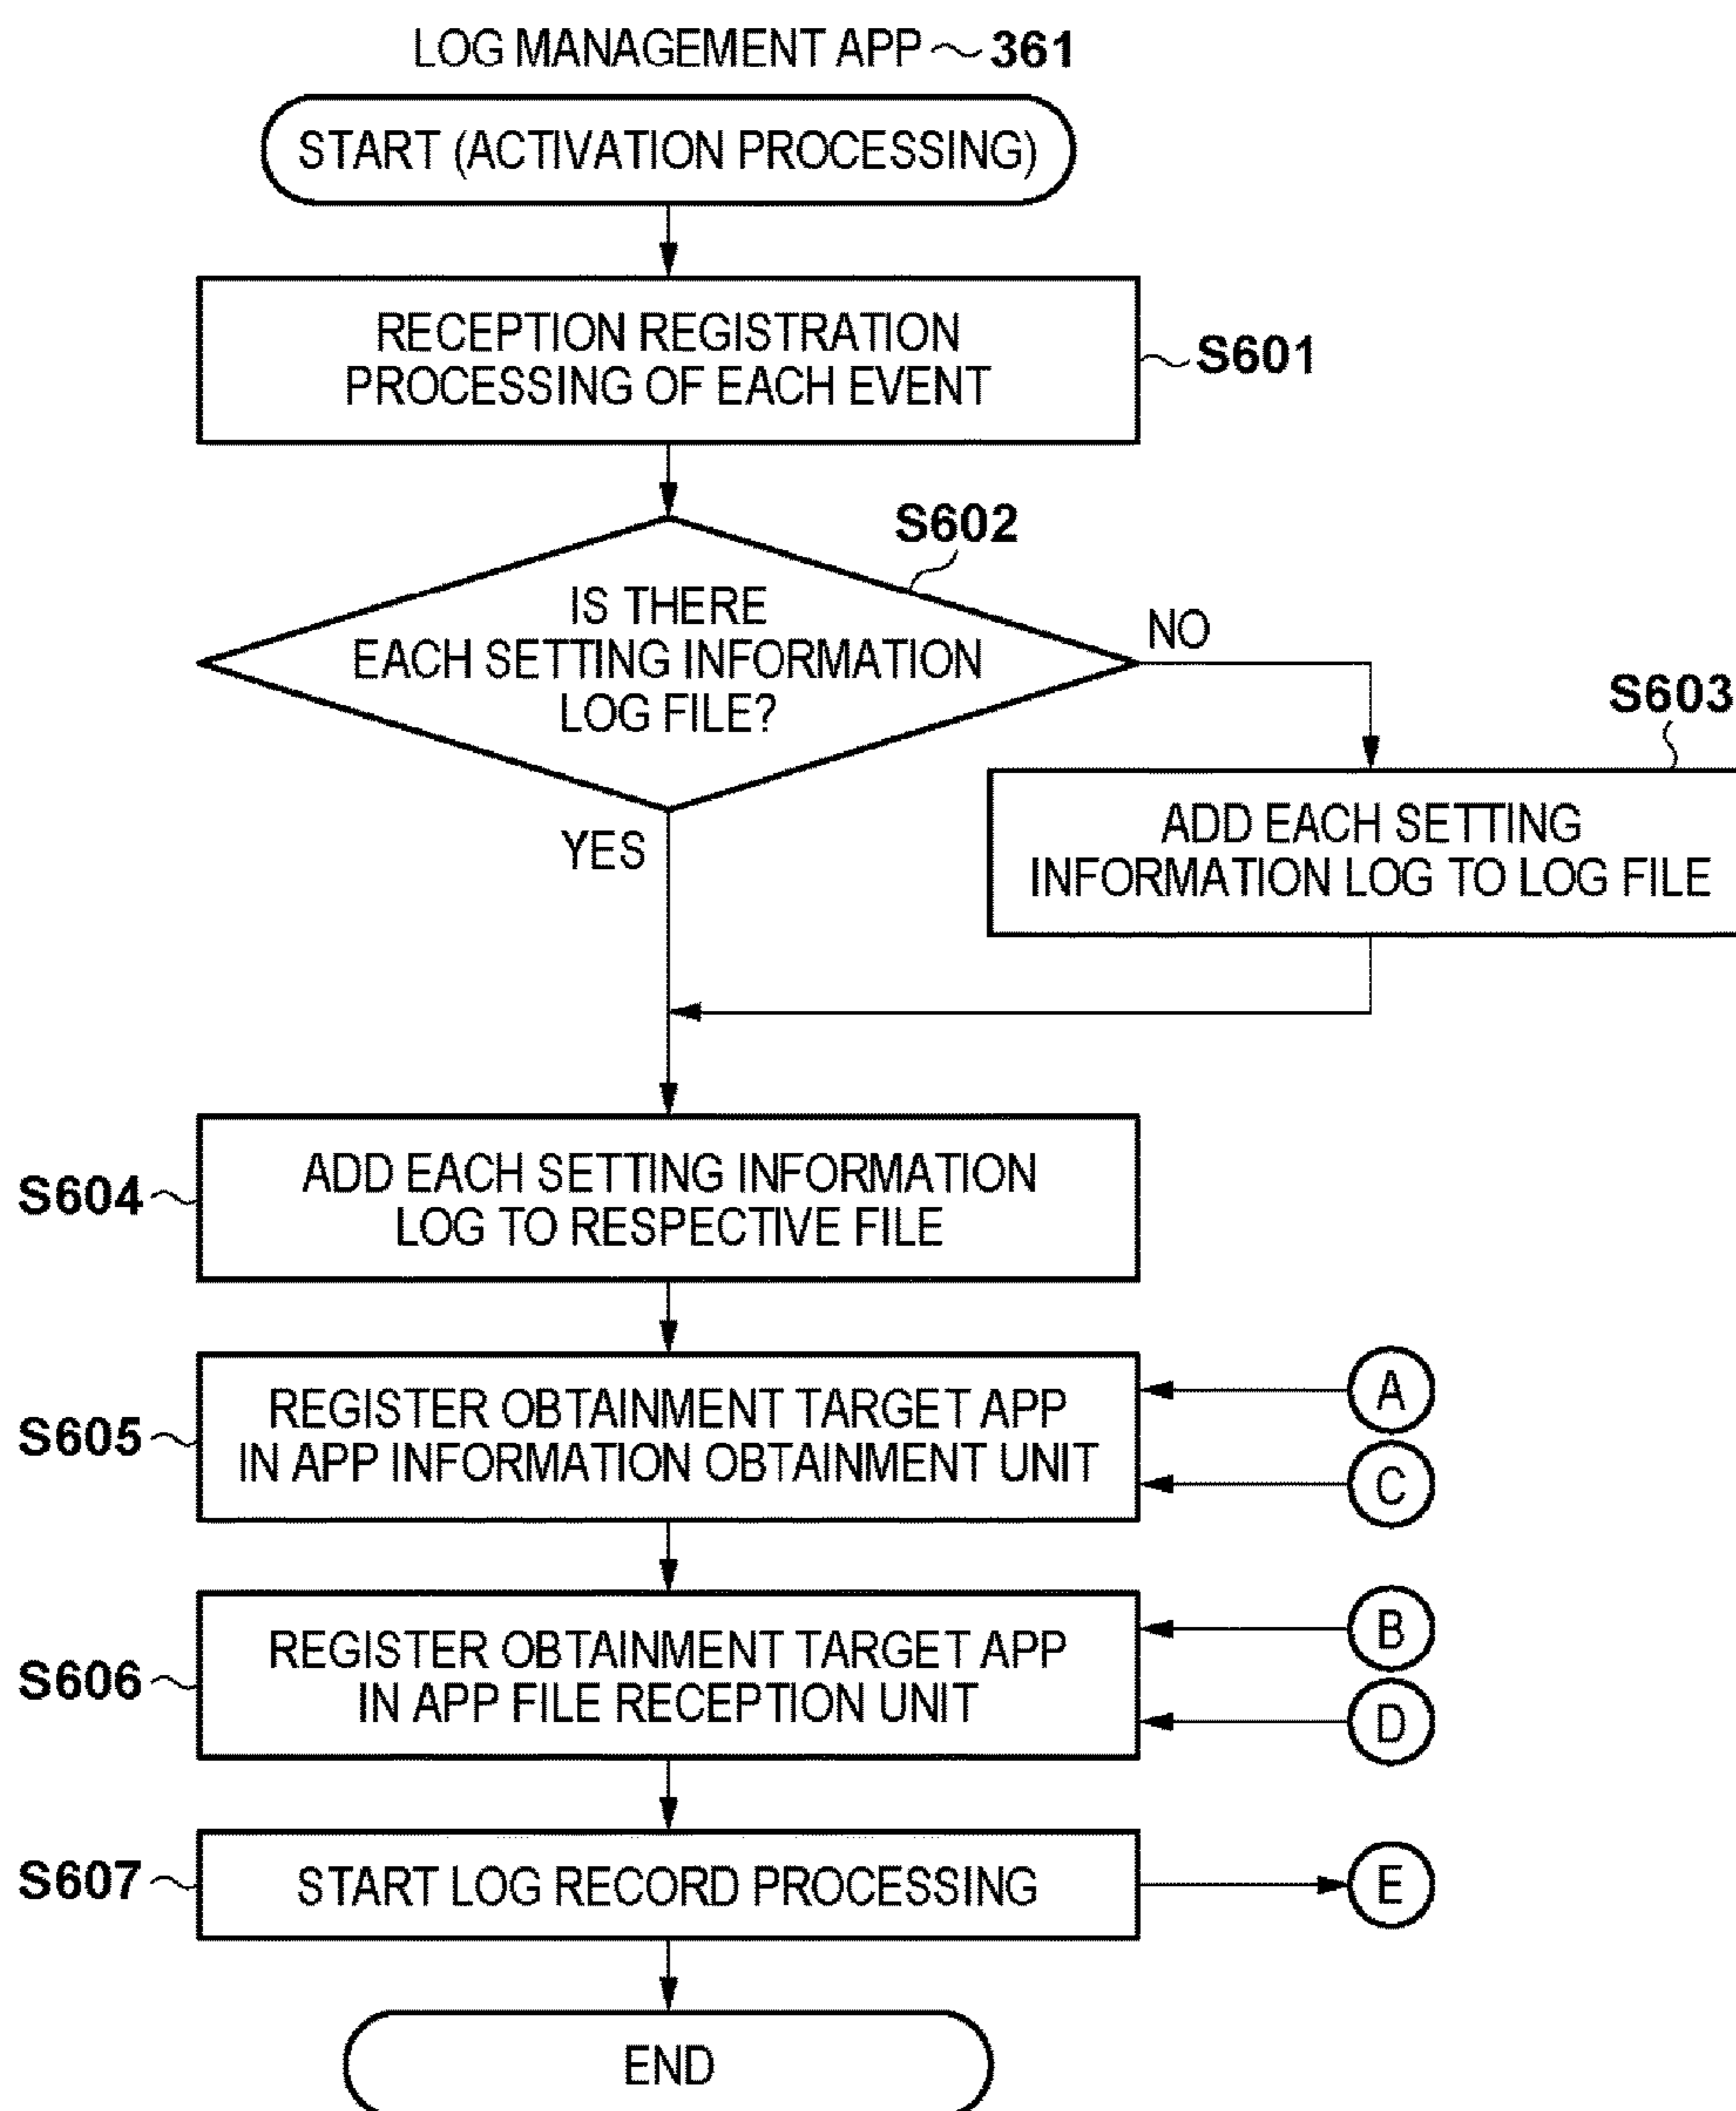 LOG MANAGEMENT APP 361
START (ACTIVATION PROCESSING)
RECEPTION REGISTRATION
PROCESSING OF EACH EVENT
S601
S602
IS THERE
EACH SETTING INFORMATION
LOG FILE?
NO
YES
S603
ADD EACH SETTING
INFORMATION LOG TO LOG FILE
S604
ADD EACH SETTING INFORMATION
LOG TO RESPECTIVE FILE
S605
REGISTER OBTAINMENT TARGET APP
IN APP INFORMATION OBTAINMENT UNIT
A
C
S606
REGISTER OBTAINMENT TARGET APP
IN APP FILE RECEPTION UNIT
B
D
S607
START LOG RECORD PROCESSING
E
END